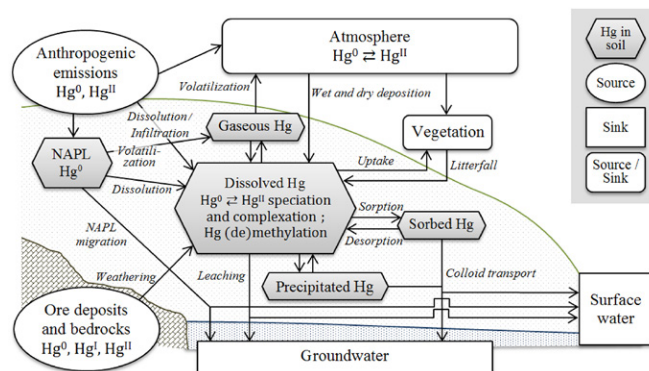 Anthropogenic
emissions
Hg⁰, Hgᴵᴵ
Atmosphere
Hg⁰ ⇄ Hgᴵᴵ
Hg in
soil
Source
Sink
Source /
Sink
Volatilization
Wet and dry deposition
Dissolution/
Infiltration
Gaseous Hg
Vegetation
Volatili-
zation
NAPL
Hg⁰
Dissolution
Uptake
Litterfall
Dissolved Hg
Hg⁰ ⇄ Hgᴵᴵ speciation
and complexation ;
Hg (de)methylation
Sorption
Sorbed Hg
Desorption
NAPL
migration
Weathering
Leaching
Colloid transport
Precipitated Hg
Ore deposits
and bedrocks
Hg⁰, Hgᴵ, Hgᴵᴵ
Surface
water
Groundwater